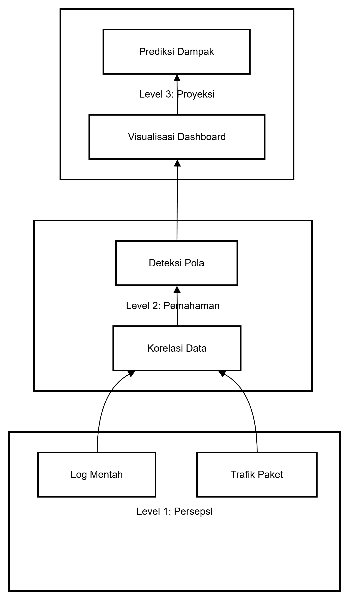 Prediksi Dampak
Level 3: Proyeksi
Visualisasi Dashboard
Deteksi Pola
Level 2: Pemahaman
Korelasi Data
Log Mentah
Trafik Paket
Level 1: Persepsi